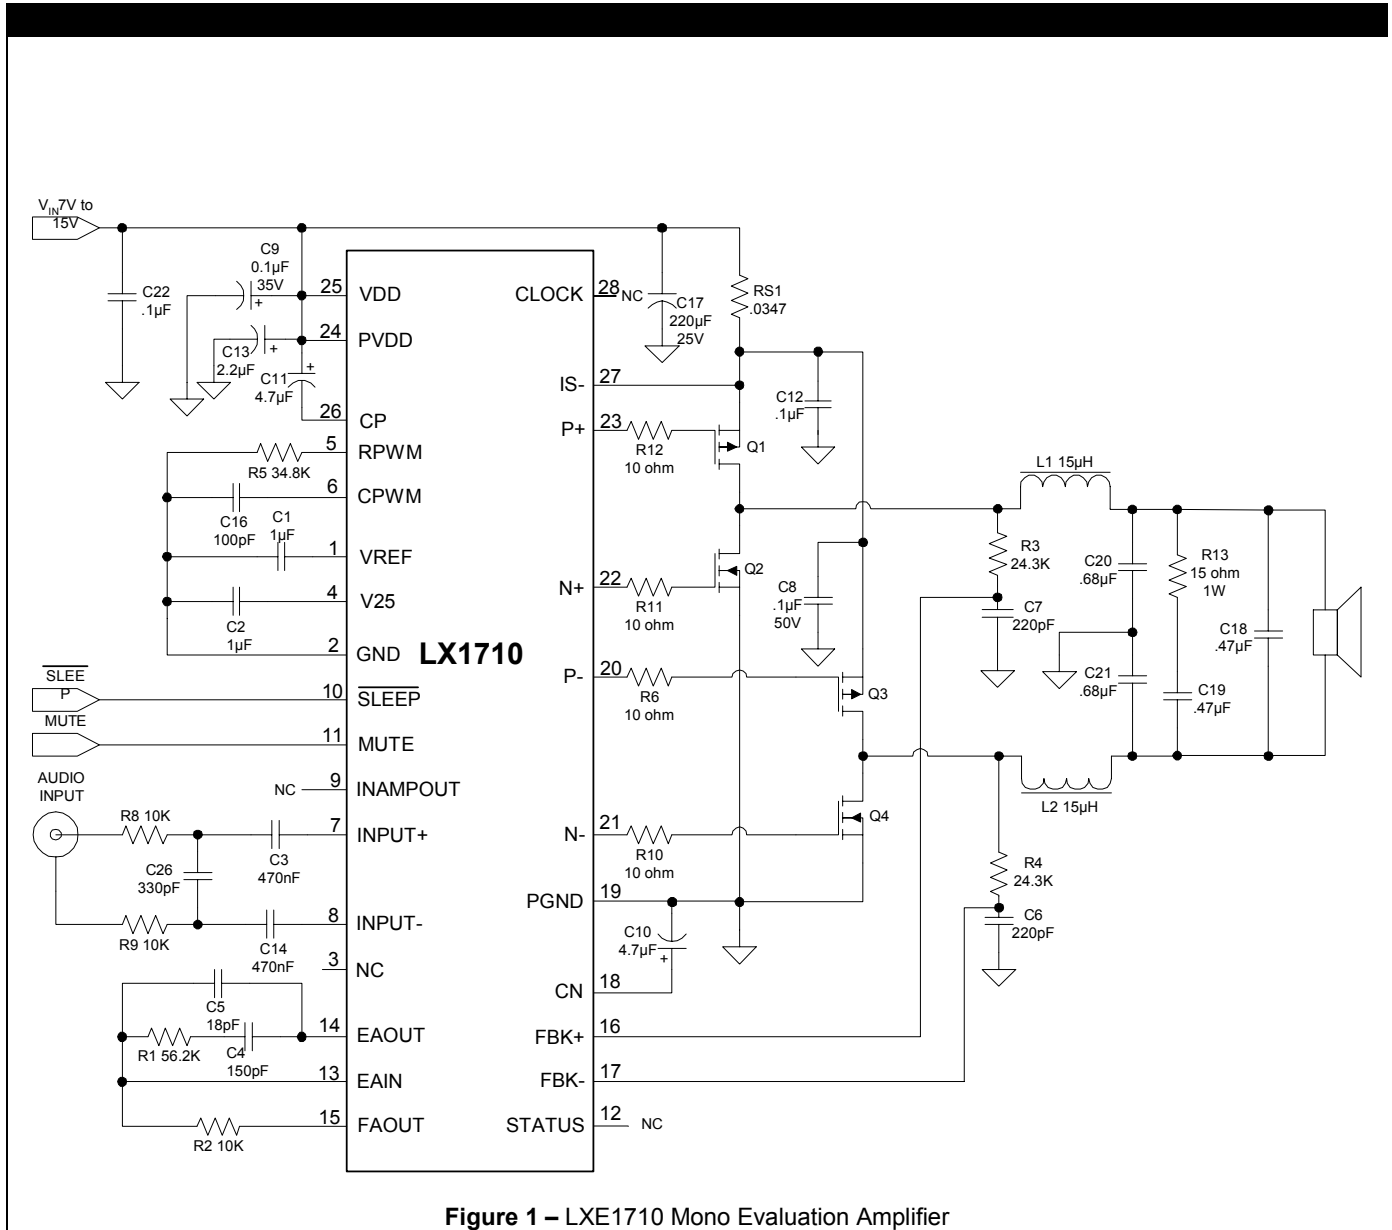 V_IN 7V to
15V
C22
.1µF
C9
0.1µF
35V
C13
2.2µF
C11
4.7µF
25
VDD
24
PVDD
26
CP
5
RPWM
R5 34.8K
6
CPWM
C16
100pF
C1
1µF
1
VREF
4
V25
C2
1µF
2
GND
LX1710
SLEE
P
10
SLEEP
MUTE
11
MUTE
AUDIO
INPUT
NC
9
INAMPOUT
R8 10K
7
INPUT+
C3
470nF
C26
330pF
R9 10K
8
INPUT-
C14
470nF
3
NC
C5
18pF
14
EAOUT
R1 56.2K
C4
150pF
13
EAIN
15
FAOUT
R2 10K
CLOCK
28
NC
C17
220µF
25V
RS1
.0347
IS-
27
C12
.1µF
P+
23
R12
10 ohm
Q1
L1 15µH
Q2
N+
22
R11
10 ohm
C8
.1µF
50V
R3
24.3K
C7
220pF
C20
.68µF
R13
15 ohm
1W
C18
.47µF
P-
20
R6
10 ohm
Q3
C21
.68µF
C19
.47µF
L2 15µH
N-
21
R10
10 ohm
Q4
R4
24.3K
C6
220pF
PGND
19
C10
4.7µF
CN
18
FBK+
16
FBK-
17
STATUS
12
NC
Figure 1 – LXE1710 Mono Evaluation Amplifier